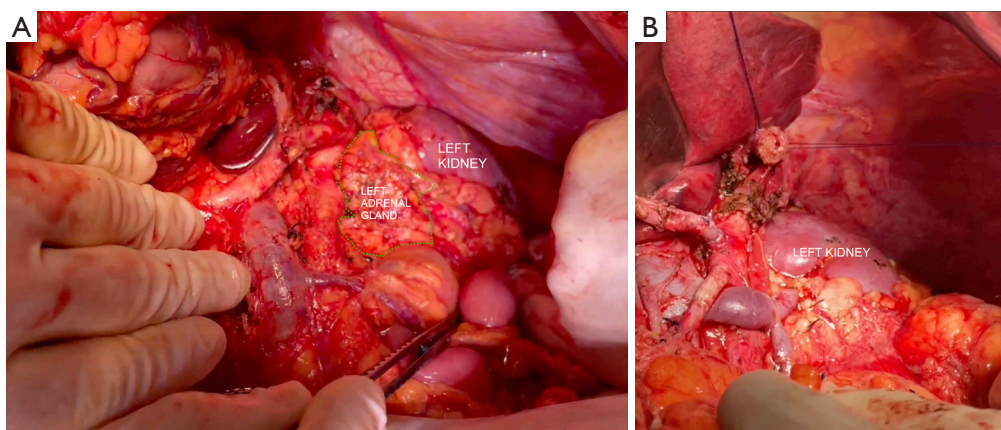 A
LEFT
KIDNEY
LEFT
ADRENAL
GLAND
B
LEFT KIDNEY